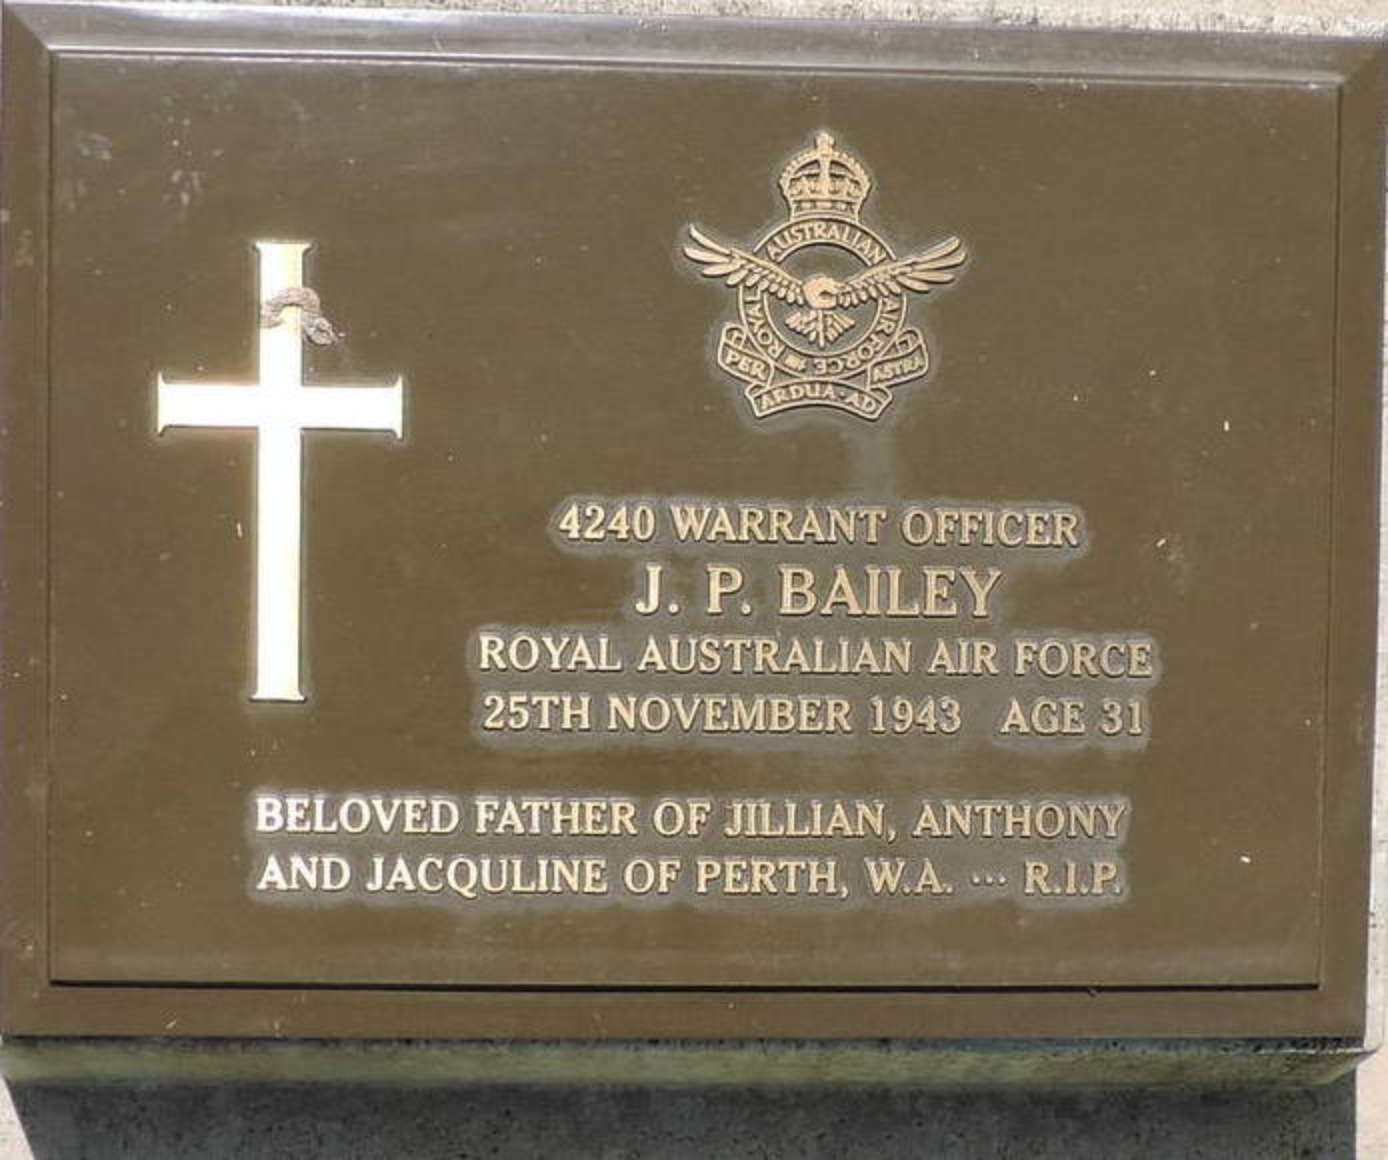 AUSTRALIAN
ROYAL AIR FORCE
PER ARDUA·AD ASTRA
4240 WARRANT OFFICER
J. P. BAILEY
ROYAL AUSTRALIAN AIR FORCE
25TH NOVEMBER 1943 AGE 31
BELOVED FATHER OF JILLIAN, ANTHONY
AND JACQULINE OF PERTH, W.A. ··· R.I.P.